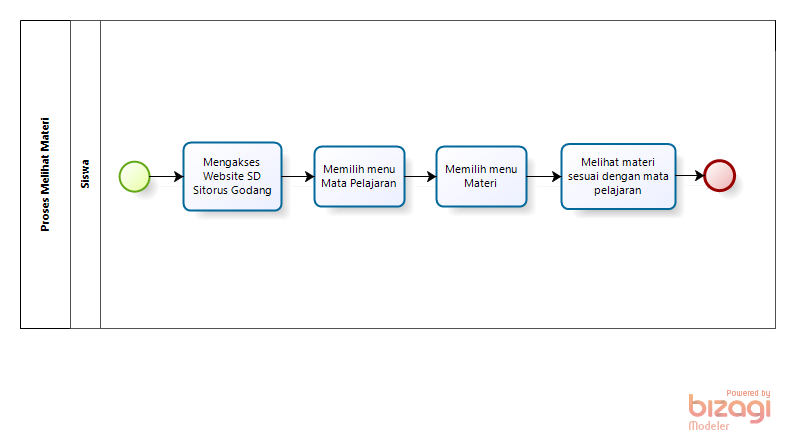 Proses Melihat Materi
Siswa
Mengakses
Website SD
Sitorus Godang
Memilih menu
Mata Pelajaran
Memilih menu
Materi
Melihat materi
sesuai dengan mata
pelajaran
Powered by
bizagi
Modeler